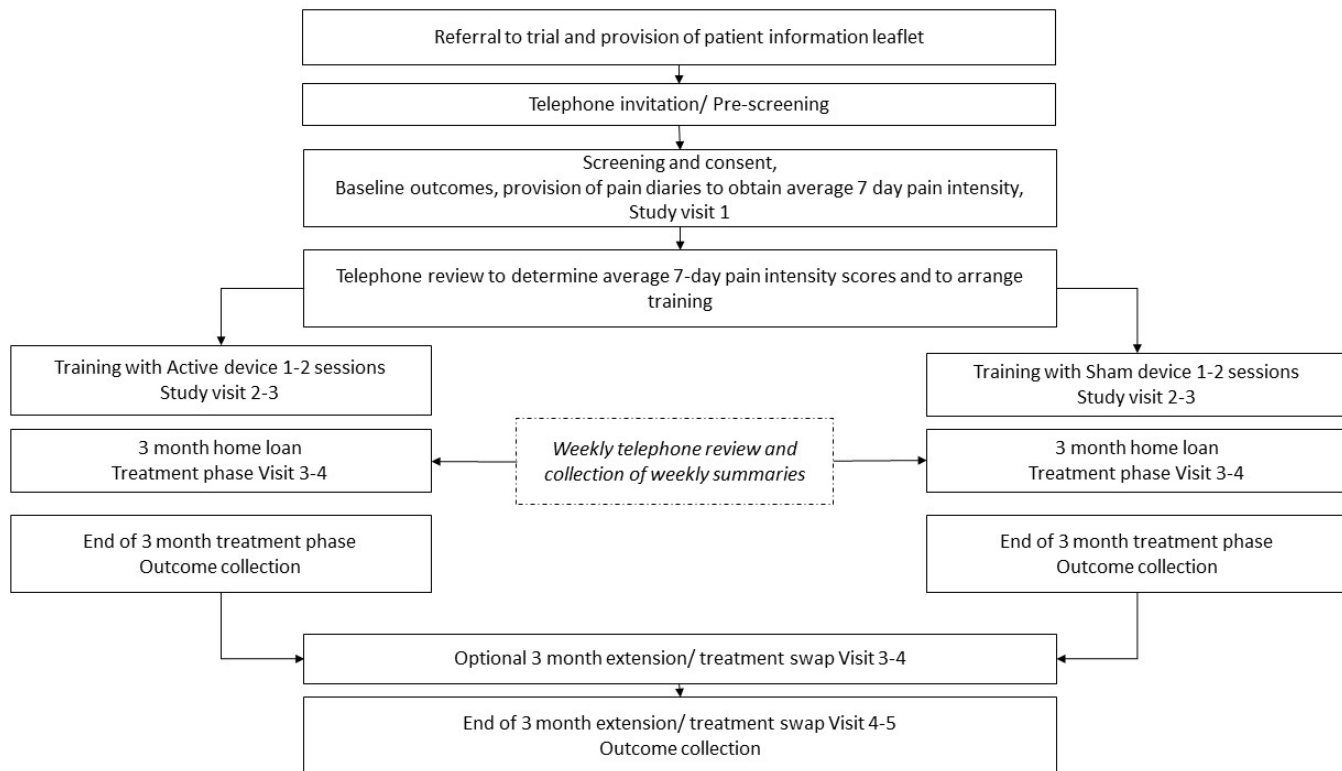 Referral to trial and provision of patient information leaflet
Telephone invitation/ Pre-screening
Screening and consent,
Baseline outcomes, provision of pain diaries to obtain average 7 day pain intensity,
Study visit 1
Telephone review to determine average 7-day pain intensity scores and to arrange
training
Training with Active device 1-2 sessions
Study visit 2-3
Training with Sham device 1-2 sessions
Study visit 2-3
3 month home loan
Treatment phase Visit 3-4
Weekly telephone review and
collection of weekly summaries
3 month home loan
Treatment phase Visit 3-4
End of 3 month treatment phase
Outcome collection
End of 3 month treatment phase
Outcome collection
Optional 3 month extension/ treatment swap Visit 3-4
End of 3 month extension/ treatment swap Visit 4-5
Outcome collection